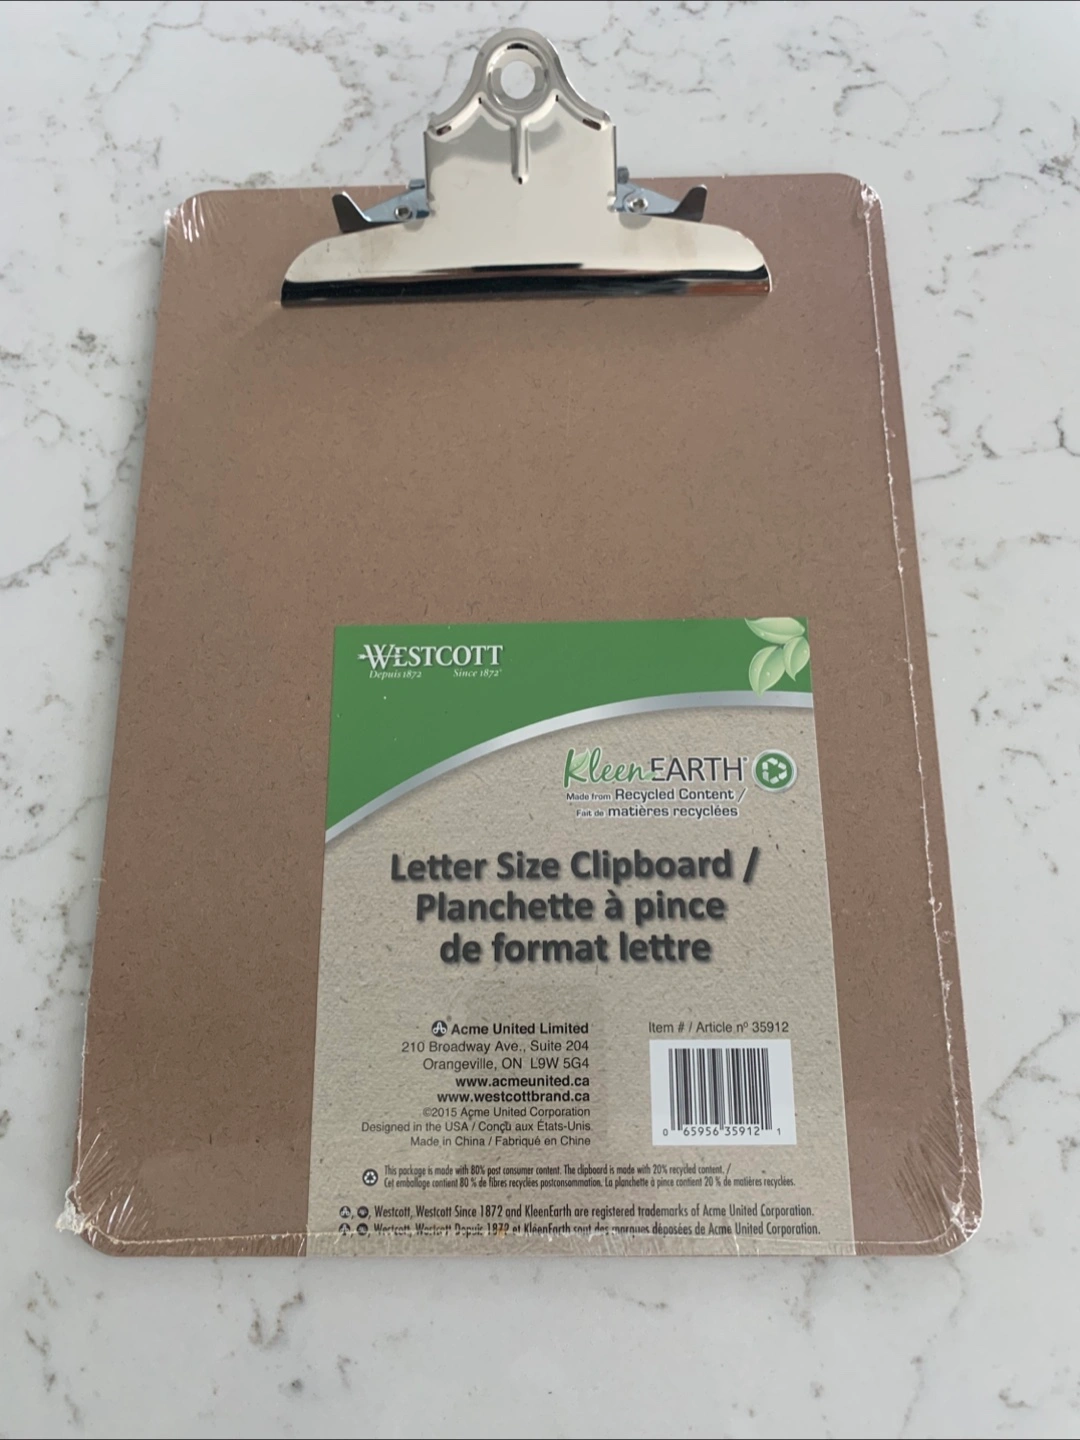 WESTCOTT
Depuis 1872 Since 1872
KleenEARTH®
Made from Recycled Content /
Fait de matières recyclées
Letter Size Clipboard /
Planchette à pince
de format lettre
Acme United Limited
210 Broadway Ave., Suite 204
Orangeville, ON L9W 5G4
www.acmeunited.ca
www.westcottbrand.ca
©2015 Acme United Corporation
Designed in the USA / Conçu aux États-Unis
Made in China / Fabriqué en Chine
Item # / Article nº 35912
0 65956 35912 1
This package is made with 80% post consumer content. The clipboard is made with 20% recycled content. /
Cet emballage contient 80 % de fibres recyclées postconsommation. La planchette à pince contient 20 % de matières recyclées.
, , Westcott, Westcott Since 1872 and KleenEarth are registered trademarks of Acme United Corporation.
, , Westcott, Westcott Depuis 1872 et KleenEarth sont des marques déposées de Acme United Corporation.